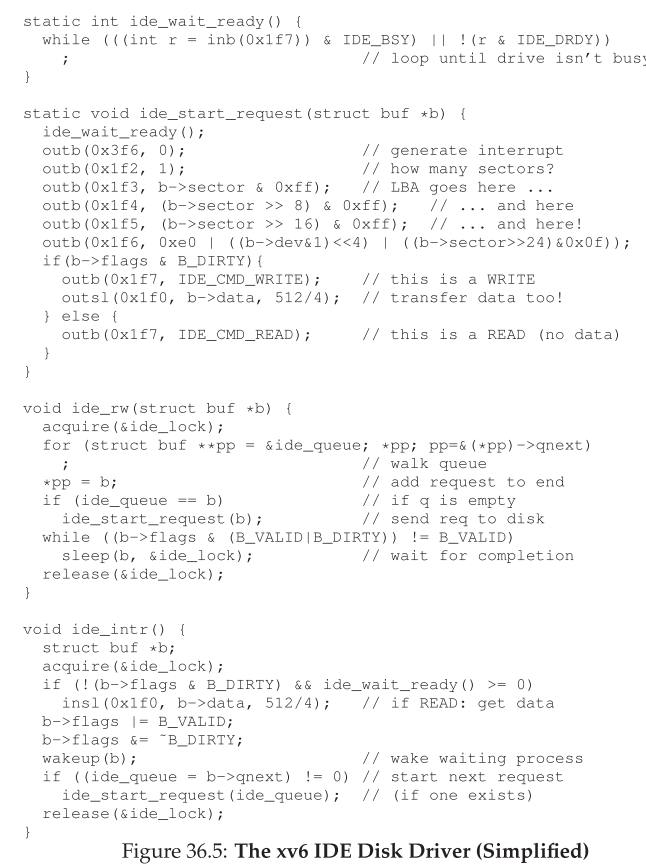 static int ide_wait_ready() {
  while (((int r = inb(0x1f7)) & IDE_BSY) || !(r & IDE_DRDY))
    ;                         // loop until drive isn't busy
}
static void ide_start_request(struct buf *b) {
  ide_wait_ready();
  outb(0x3f6, 0);             // generate interrupt
  outb(0x1f2, 1);             // how many sectors?
  outb(0x1f3, b->sector & 0xff);  // LBA goes here ...
  outb(0x1f4, (b->sector >> 8) & 0xff);   // ... and here
  outb(0x1f5, (b->sector >> 16) & 0xff);  // ... and here!
  outb(0x1f6, 0xe0 | ((b->dev&1)<<4) | ((b->sector>>24)&0x0f));
  if(b->flags & B_DIRTY){
    outb(0x1f7, IDE_CMD_WRITE);   // this is a WRITE
    outsl(0x1f0, b->data, 512/4);  // transfer data too!
  } else {
    outb(0x1f7, IDE_CMD_READ);    // this is a READ (no data)
  }
}
void ide_rw(struct buf *b) {
  acquire(&ide_lock);
  for (struct buf **pp = &ide_queue; *pp; pp=&(*pp)->qnext)
    ;                         // walk queue
  *pp = b;                    // add request to end
  if (ide_queue == b)         // if q is empty
    ide_start_request(b);     // send req to disk
  while ((b->flags & (B_VALID|B_DIRTY)) != B_VALID)
    sleep(b, &ide_lock);      // wait for completion
  release(&ide_lock);
}
void ide_intr() {
  struct buf *b;
  acquire(&ide_lock);
  if (!(b->flags & B_DIRTY) && ide_wait_ready() >= 0)
    insl(0x1f0, b->data, 512/4);   // if READ: get data
  b->flags |= B_VALID;
  b->flags &= ˜B_DIRTY;
  wakeup(b);                  // wake waiting process
  if ((ide_queue = b->qnext) != 0) // start next request
    ide_start_request(ide_queue);  // (if one exists)
  release(&ide_lock);
}
Figure 36.5: The xv6 IDE Disk Driver (Simplified)